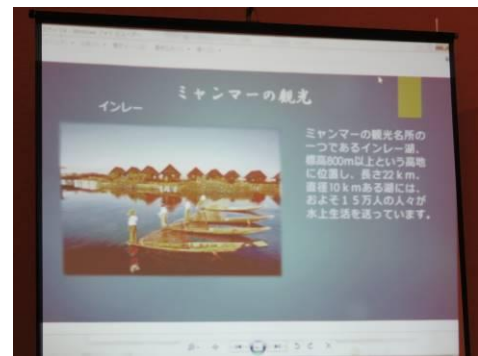 ミャンマーの観光
インレー
ミャンマーの観光名所の
一つであるインレー湖、
標高800m以上という高地
に位置し、長さ22km、
直径10kmある湖には、
およそ15万人の人々が
水上生活を送っています。